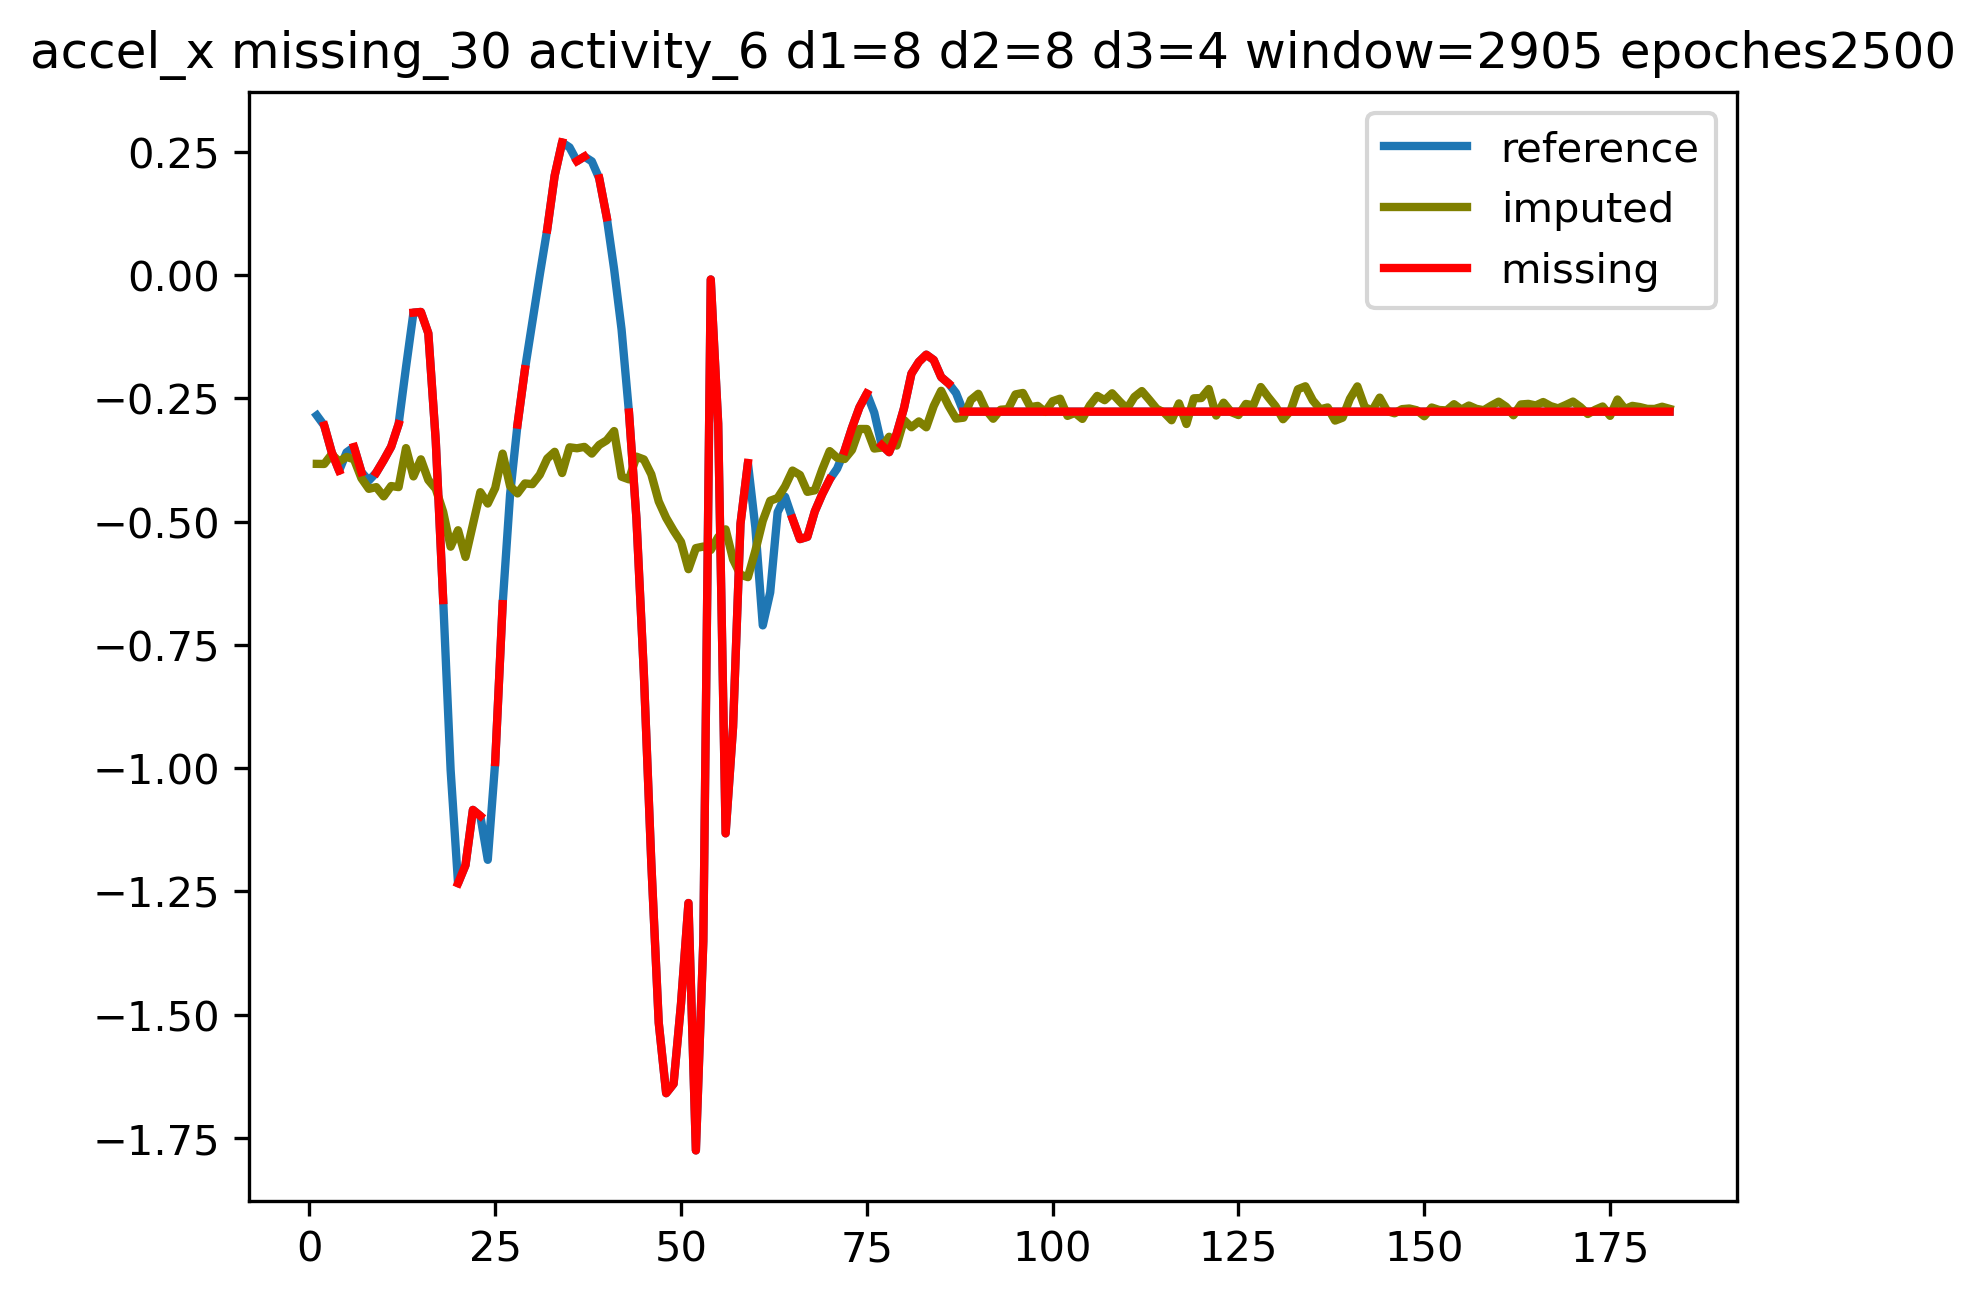 accel_x missing_30 activity_6 d1=8 d2=8 d3=4 window=2905 epoches2500
reference
imputed
missing
0.25
0.00
−0.25
−0.50
−0.75
−1.00
−1.25
−1.50
−1.75
0 25 50 75 100 125 150 175